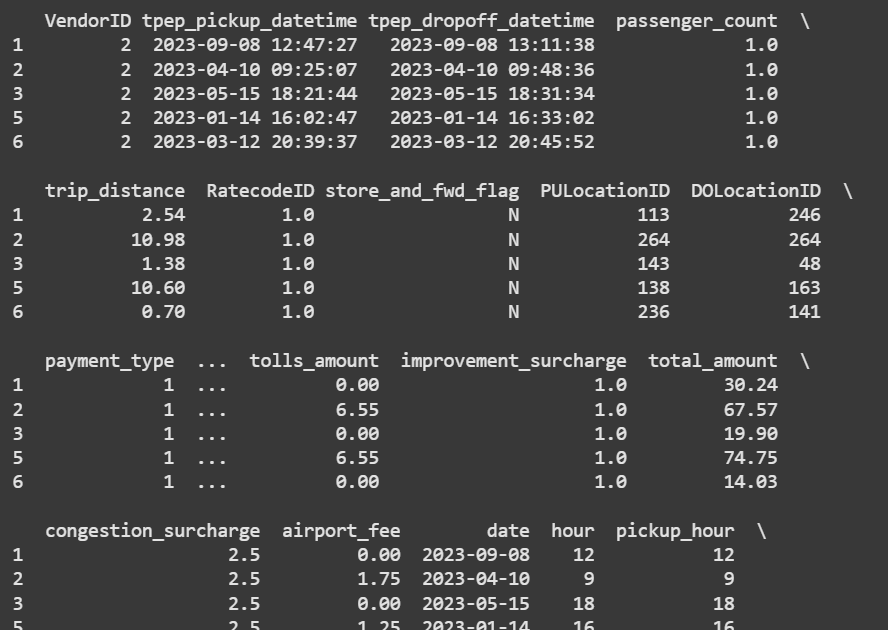 VendorID tpep_pickup_datetime tpep_dropoff_datetime passenger_count \
1 2 2023-09-08 12:47:27 2023-09-08 13:11:38 1.0
2 2 2023-04-10 09:25:07 2023-04-10 09:48:36 1.0
3 2 2023-05-15 18:21:44 2023-05-15 18:31:34 1.0
5 2 2023-01-14 16:02:47 2023-01-14 16:33:02 1.0
6 2 2023-03-12 20:39:37 2023-03-12 20:45:52 1.0
trip_distance RatecodeID store_and_fwd_flag PULocationID DOLocationID \
1 2.54 1.0 N 113 246
2 10.98 1.0 N 264 264
3 1.38 1.0 N 143 48
5 10.60 1.0 N 138 163
6 0.70 1.0 N 236 141
payment_type ... tolls_amount improvement_surcharge total_amount \
1 1 ... 0.00 1.0 30.24
2 1 ... 6.55 1.0 67.57
3 1 ... 0.00 1.0 19.90
5 1 ... 6.55 1.0 74.75
6 1 ... 0.00 1.0 14.03
congestion_surcharge airport_fee date hour pickup_hour \
1 2.5 0.00 2023-09-08 12 12
2 2.5 1.75 2023-04-10 9 9
3 2.5 0.00 2023-05-15 18 18
5 2.5 1.25 2023-01-14 16 16